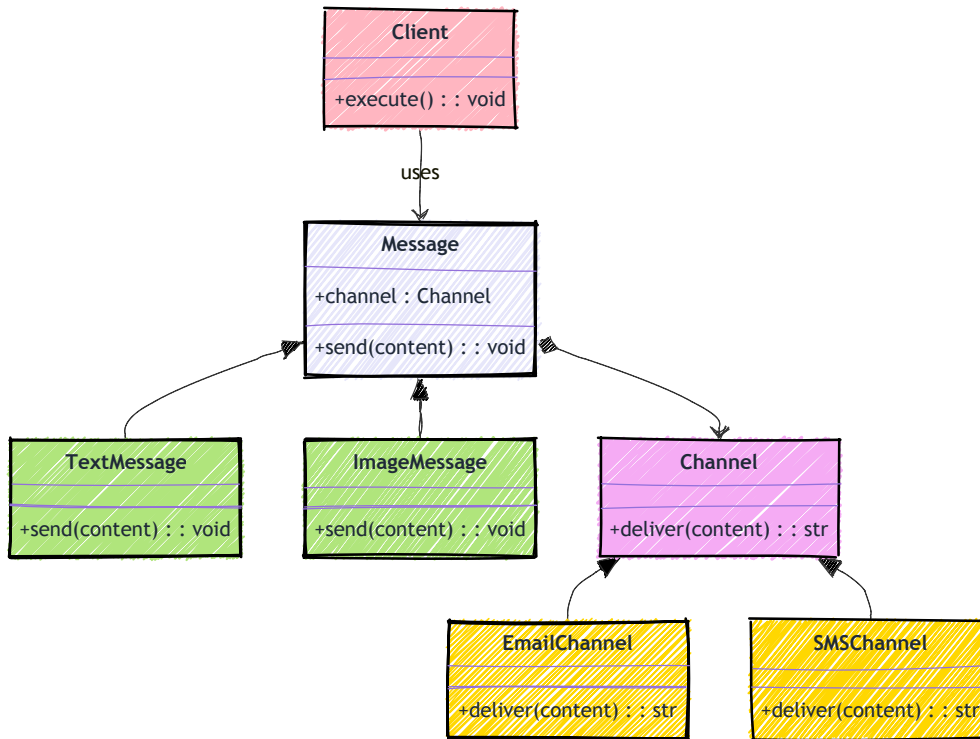 Client
+execute() : : void
uses
Message
+channel : Channel
+send(content) : : void
TextMessage
+send(content) : : void
ImageMessage
+send(content) : : void
Channel
+deliver(content) : : str
EmailChannel
+deliver(content) : : str
SMSChannel
+deliver(content) : : str